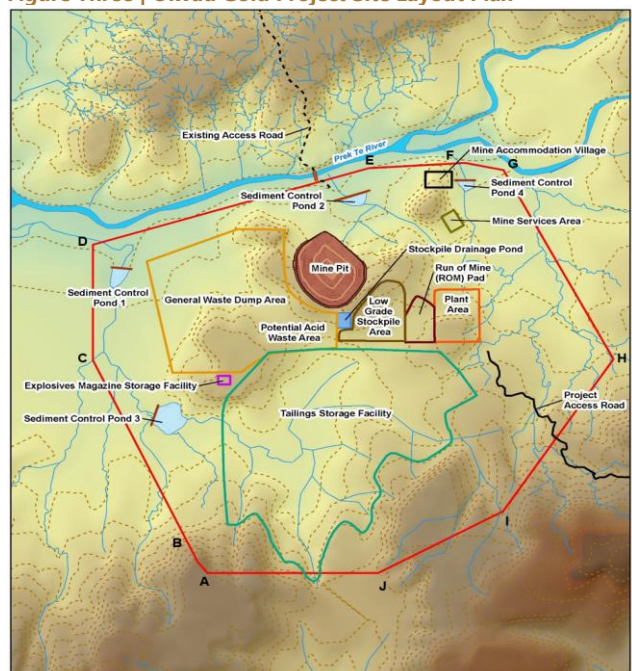 Figure Three | Okvau Gold Project Site Layout Plan
Existing Access Road
Prek Te River
E
F
G
Mine Accommodation Village
Sediment Control
Pond 2
Sediment Control
Pond 4
Mine Services Area
D
Stockpile Drainage Pond
Mine Pit
Run of Mine
(ROM) Pad
Sediment Control
Pond 1
General Waste Dump Area
Low
Grade
Stockpile
Area
Plant
Area
Potential Acid
Waste Area
C
H
Explosives Magazine Storage Facility
Project
Access Road
Sediment Control Pond 3
Tailings Storage Facility
I
B
A
J